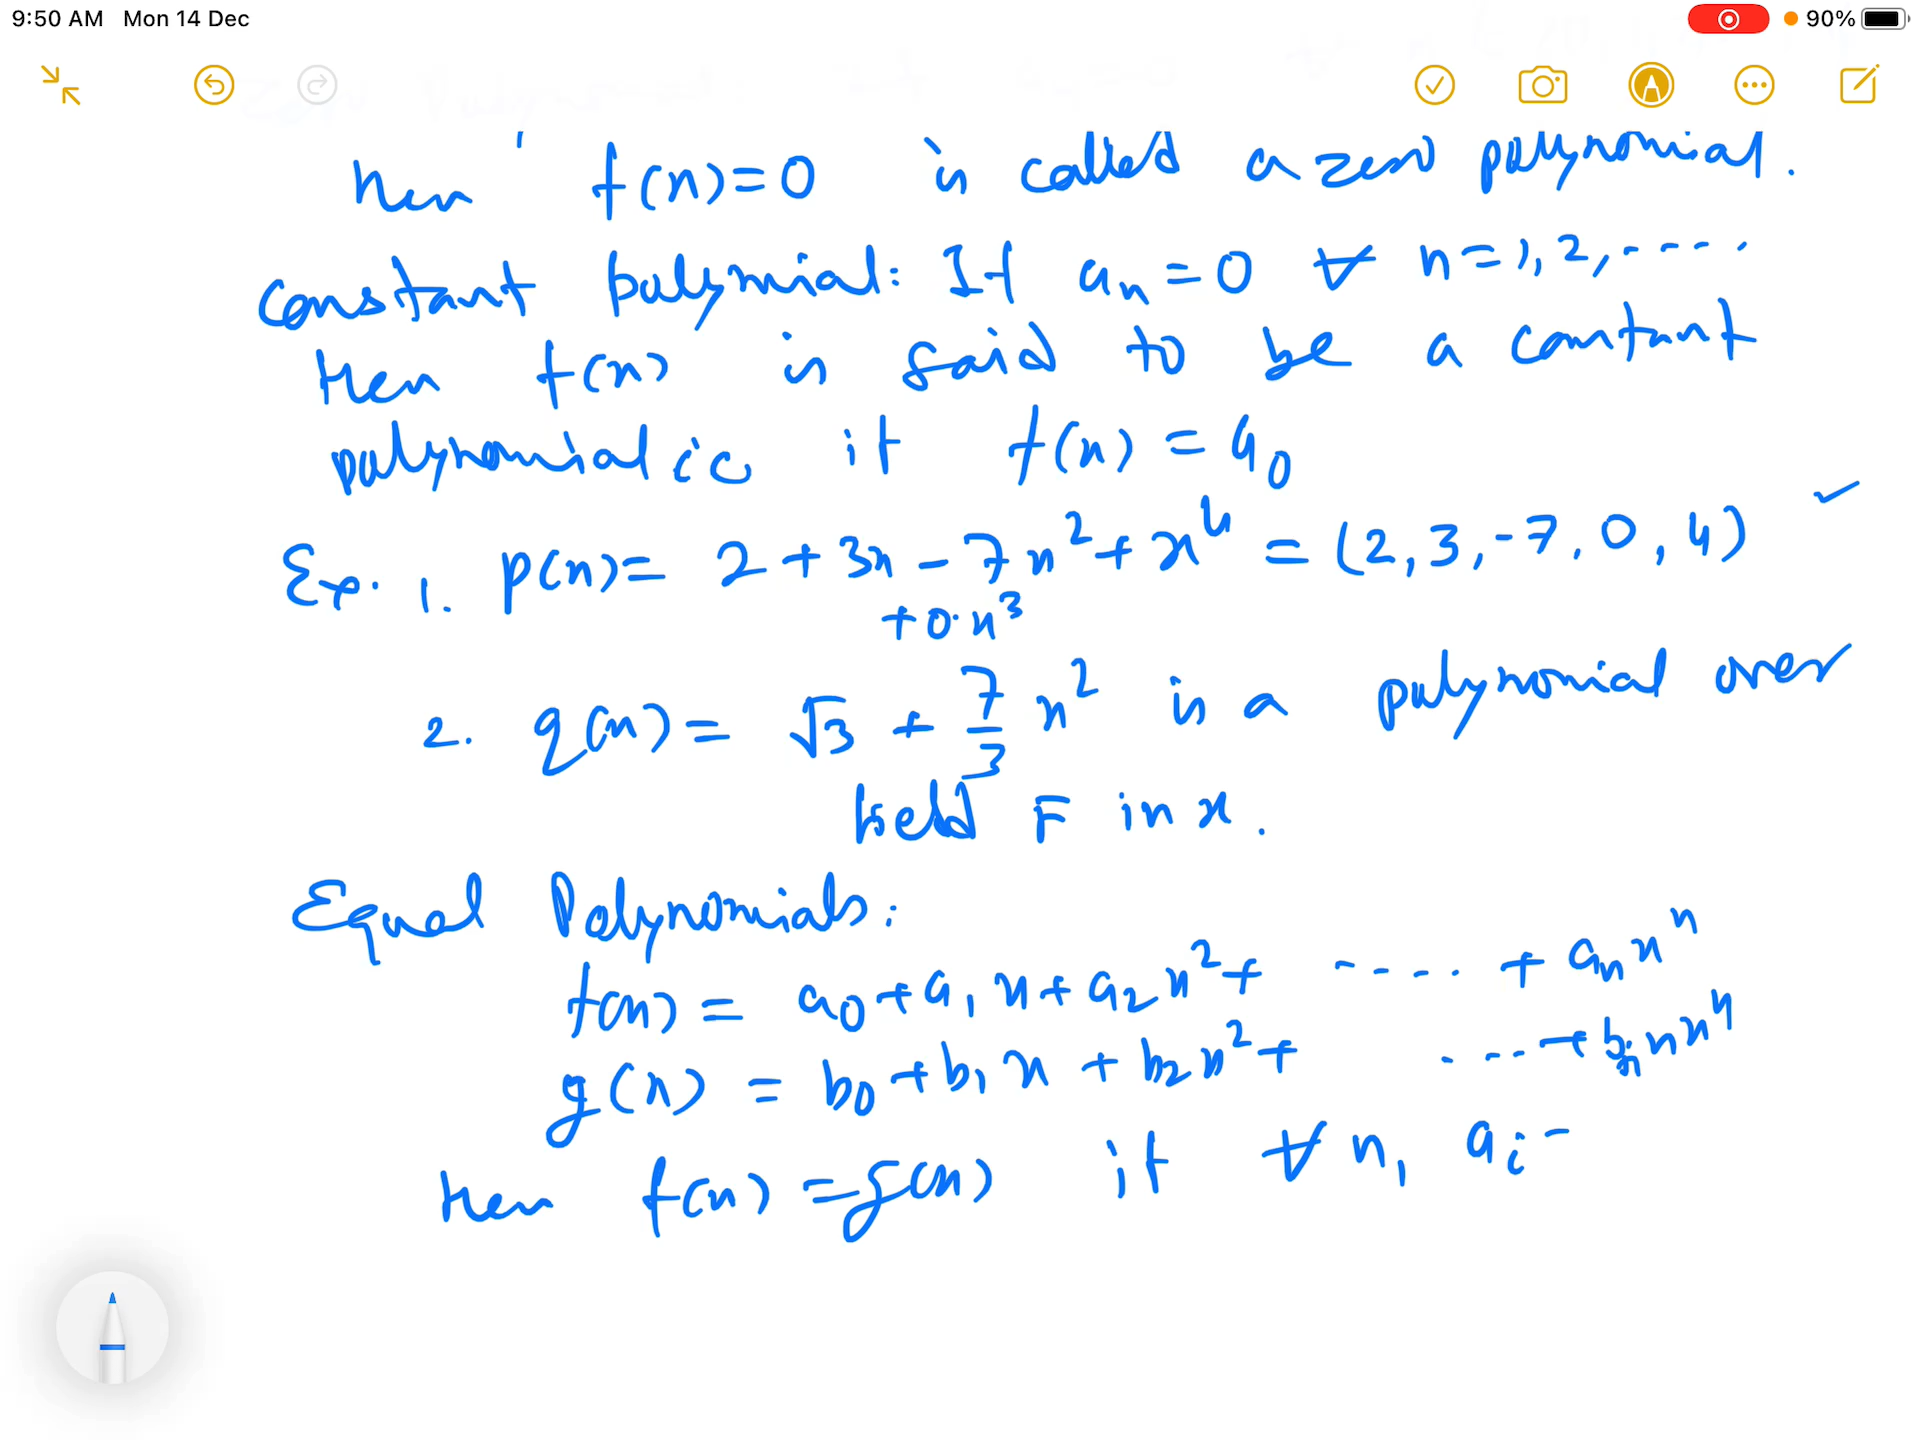 9:50 AM Mon 14 Dec 90%
then f(x)=0 is called a zero polynomial.
constant polymial: If an=0 ∀ n=1,2,-----
then f(x) is said to be a constant
polynomial if f(x) = a0
Ex. 1. p(x)= 2+3x-7x²+x⁴ = (2,3,-7,0,4) ✓
+0·x³
2. q(x)= √3 + 7/3 x² is a polynomial over
field F in x.
Equal Polynomials:
f(x) = a0+a1x+a2x²+ ----- + anxⁿ
g(x) = b0+b1x+b2x²+ ----+ bnxⁿ
then f(x)=g(x) if ∀ n, ai-